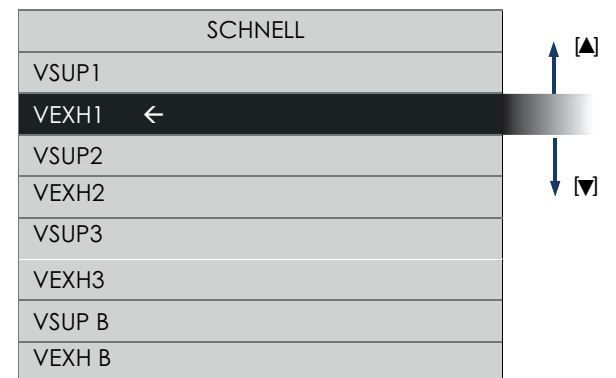 SCHNELL
[▲]
VSUP1
VEXH1 ←
VSUP2
VEXH2
[▼]
VSUP3
VEXH3
VSUP B
VEXH B